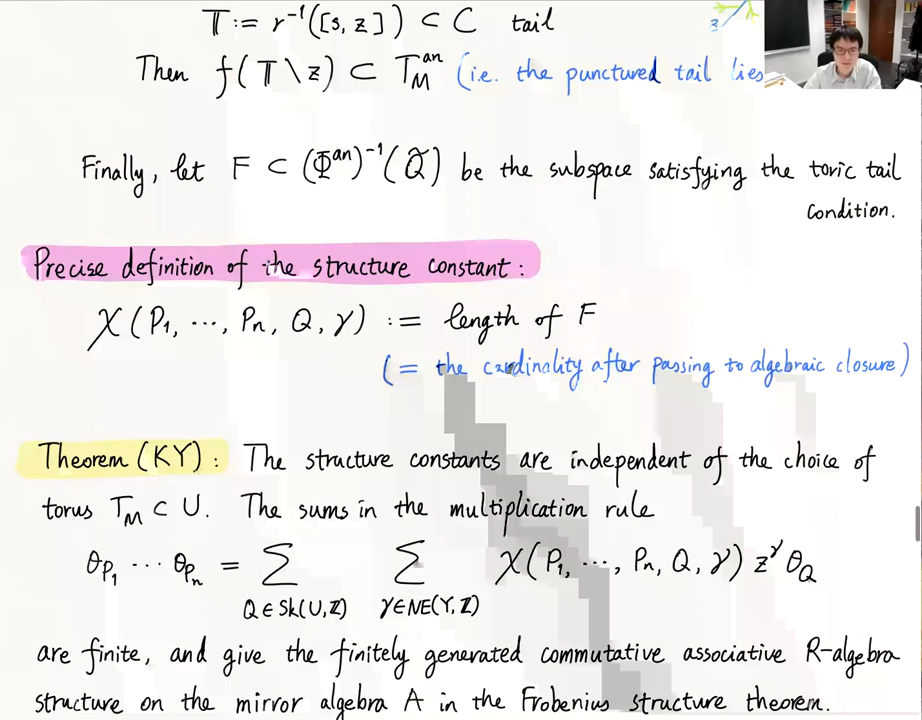 𝕋 := r⁻¹([s, z]) ⊂ C tail
Then f(𝕋 \ z) ⊂ T_M^an (i.e. the punctured tail lies
Finally, let F ⊂ (Φ^an)⁻¹(Q̃) be the subspace satisfying the toric tail
condition.
Precise definition of the structure constant:
χ(P₁, ..., Pₙ, Q, γ) := length of F
(= the cardinality after passing to algebraic closure)
Theorem (KY): The structure constants are independent of the choice of
torus T_M ⊂ U. The sums in the multiplication rule
θ_{P₁} ··· θ_{Pₙ} = Σ_{Q∈Sk(U,ℤ)} Σ_{γ∈NE(Y,ℤ)} χ(P₁, ..., Pₙ, Q, γ) z^γ θ_Q
are finite, and give the finitely generated commutative associative R-algebra
structure on the mirror algebra A in the Frobenius structure theorem.